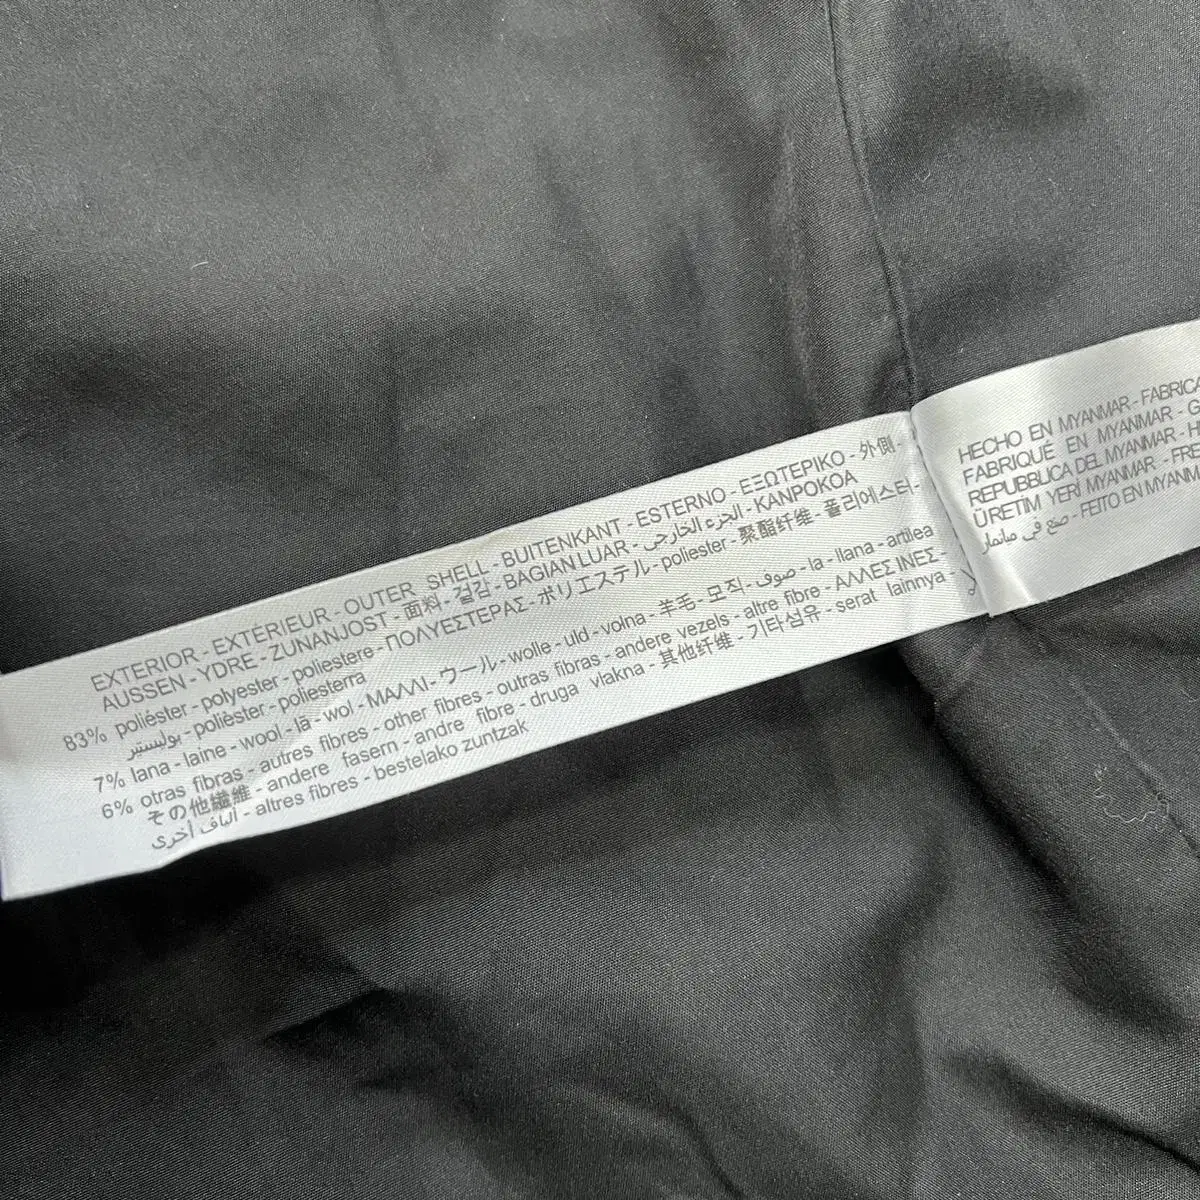 EXTERIOR - EXTÉRIEUR - OUTER SHELL - BUITENKANT - ESTERNO - ΕΞΩΤΕΡΙΚΟ - 外側 -
AUSSEN - YDRE - ZUNANJOST - 面料 - 겉감 - BAGIAN LUAR - الجزء الخارجي - KANPOKOA
83% poliéster - polyester - poliestere - ΠΟΛΥΕΣΤΕΡΑΣ - ポリエステル - poliester - 聚酯纤维 - 폴리에스터 -
بوليستير - polièster - poliesterra
7% lana - laine - wool - lã - wol - ΜΑΛΛΙ - ウール - wolle - uld - volna - 羊毛 - 모직 - صوف - la - llana - artilea
6% otras fibras - autres fibres - other fibres - outras fibras - andere vezels - altre fibre - ΑΛΛΕΣ ΙΝΕΣ -
その他繊維 - andere fasern - andre fibre - druga vlakna - 其他纤维 - 기타섬유 - serat lainnya -
ألياف أخرى - altres fibres - bestelako zuntzak
HECHO EN MYANMAR - FABRICA
FABRIQUÉ EN MYANMAR - G
REPUBBLICA DEL MYANMAR - H
ÜRETİM YERİ MYANMAR - FRE
صنع في ميانمار - FEITO EN MYANM